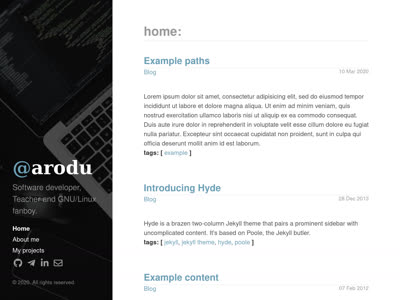 home:
Example paths
Blog
10 Mar 2020
Lorem ipsum dolor sit amet, consectetur adipiscing elit, sed do eiusmod tempor
incididunt ut labore et dolore magna aliqua. Ut enim ad minim veniam, quis
nostrud exercitation ullamco laboris nisi ut aliquip ex ea commodo consequat.
Duis aute irure dolor in reprehenderit in voluptate velit esse cillum dolore eu fugiat
nulla pariatur. Excepteur sint occaecat cupidatat non proident, sunt in culpa qui
officia deserunt mollit anim id est laborum.
tags: [ example ]
Introducing Hyde
Blog
28 Dec 2013
Hyde is a brazen two-column Jekyll theme that pairs a prominent sidebar with
uncomplicated content. It's based on Poole, the Jekyll butler.
tags: [ jekyll, jekyll theme, hyde, poole ]
Example content
Blog
07 Feb 2012
@arodu
Software developer,
Teacher and GNU/Linux
fanboy.
Home
About me
My projects
© 2020. All rights reserved.